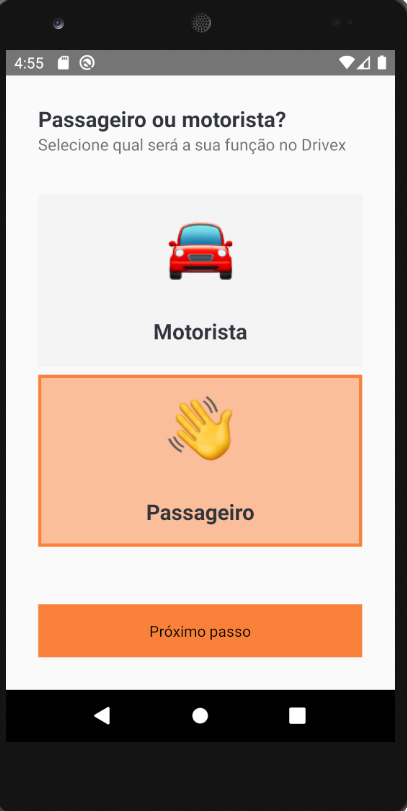 4:55
Passageiro ou motorista?
Selecione qual será a sua função no Drivex
Motorista
Passageiro
Próximo passo